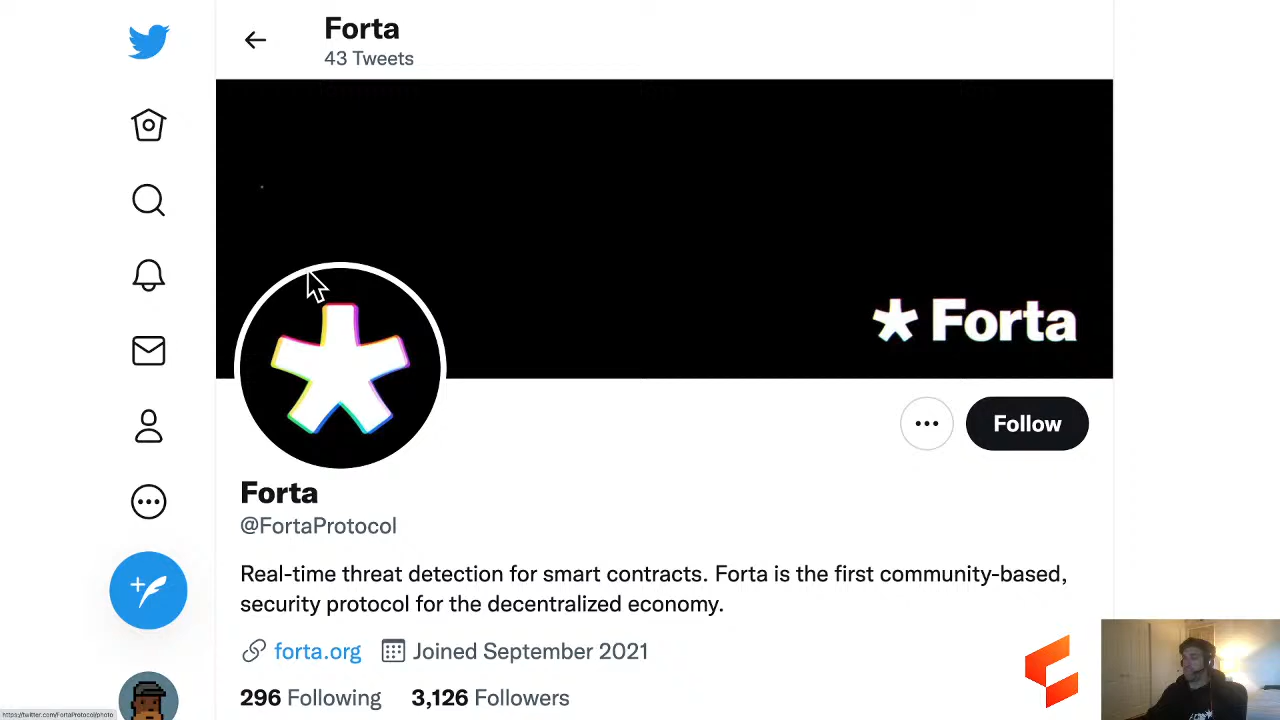 Forta
43 Tweets
Forta
Follow
Forta
@FortaProtocol
Real-time threat detection for smart contracts. Forta is the first community-based,
security protocol for the decentralized economy.
forta.org Joined September 2021
296 Following 3,126 Followers
https://twitter.com/FortaProtocol/photo